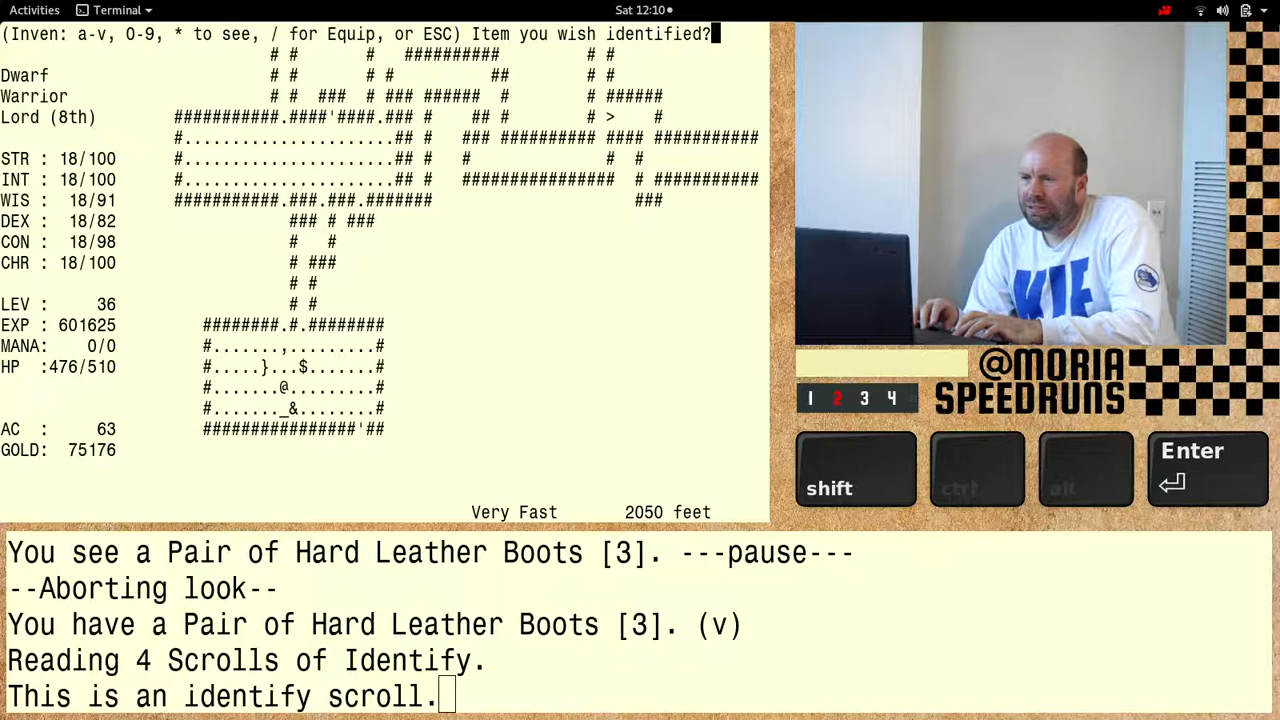 Activities Terminal Sat 12:10
(Inven: a-v, 0-9, * to see, / for Equip, or ESC) Item you wish identified?
# # # ########## # #
Dwarf # # # # ## # #
Warrior # # ### # ### ###### # # ######
Lord (8th) ###########.####'####.### # ## # # > #
#.....................## # ### ########## #### ###########
STR : 18/100 #.....................## # # # #
INT : 18/100 #.....................## # ################ # ###########
WIS : 18/91 ###########.###.###.####### ###
DEX : 18/82 ### # ###
CON : 18/98 # #
CHR : 18/100 # ###
# #
LEV : 36 # #
EXP : 601625 ########.#.########
MANA: 0/0 #.......,.........#
HP :476/510 #.....}...$.......#
#.......@.........#
#......._&........#
AC : 63 ################'##
GOLD: 75176
Very Fast 2050 feet
KIE
@MORIA
SPEEDRUNS
1 2 3 4
shift ctrl alt Enter
You see a Pair of Hard Leather Boots [3]. ---pause---
--Aborting look--
You have a Pair of Hard Leather Boots [3]. (v)
Reading 4 Scrolls of Identify.
This is an identify scroll.